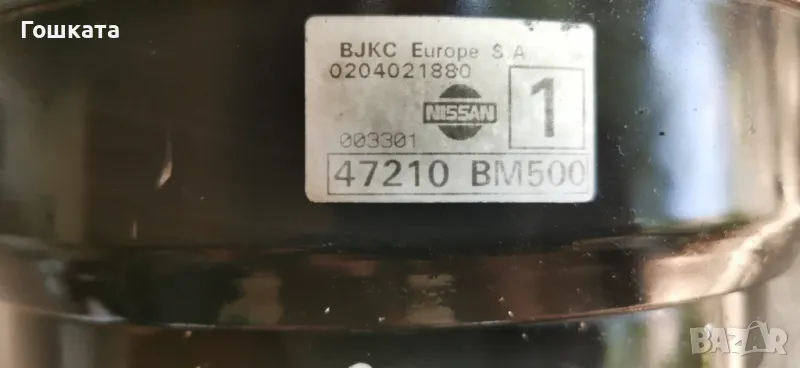 Гошката
BJKC Europe S.A
0204021880
NISSAN
1
003301
47210 BM500
BAZAR